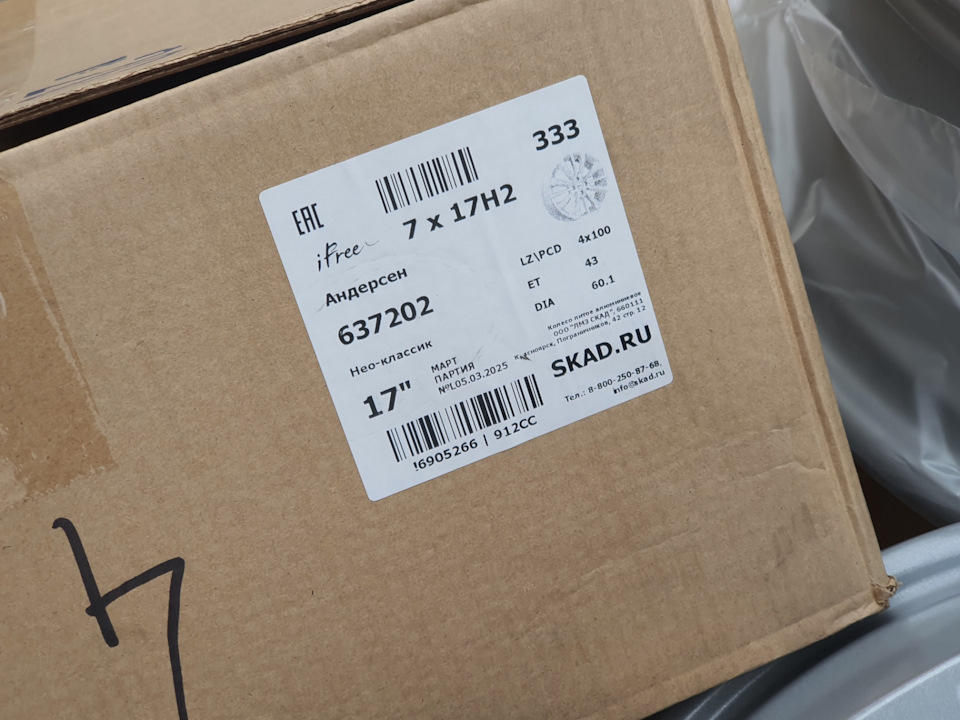 333
EAC
7 x 17H2
iFree
Андерсен
LZ\PCD 4x100
637202
ET 43
DIA 60.1
Нео-классик
Колесо литое алюминиевое
ООО "ЛМЗ СКАД", 660111
Красноярск, Пограничников, 42 стр. 12
17"
МАРТ
ПАРТИЯ
№L05.03.2025
SKAD.RU
Тел.: 8-800-250-87-68,
info@skad.ru
!6905266 | 912CC
4